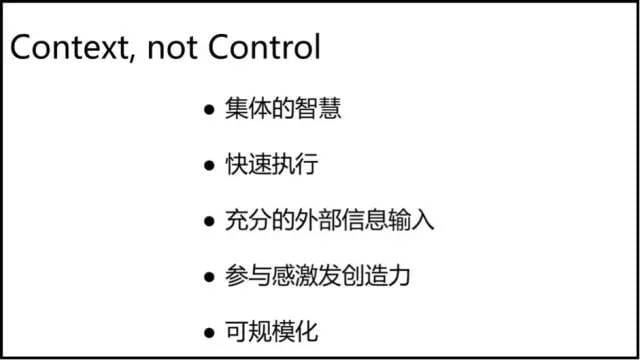 Context, not Control
● 集体的智慧
● 快速执行
● 充分的外部信息输入
● 参与感激发创造力
● 可规模化